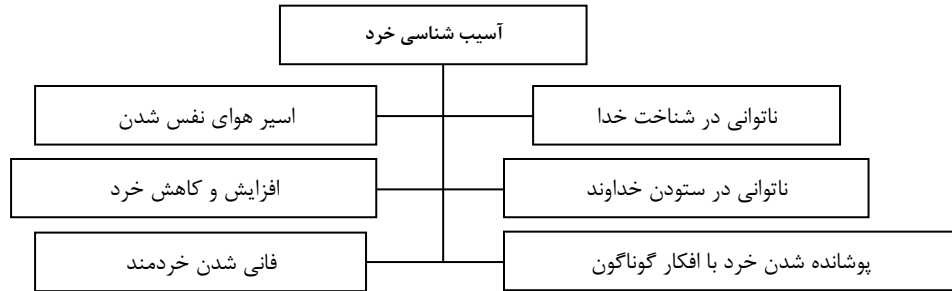 آسیب شناسی خرد
ناتوانی در شناخت خدا
اسیر هوای نفس شدن
ناتوانی در ستودن خداوند
افزایش و کاهش خرد
پوشانده شدن خرد با افکار گوناگون
فانی شدن خردمند